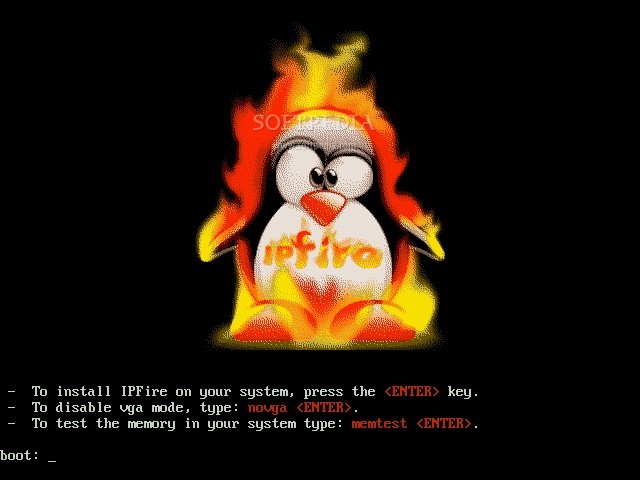 SOFTPEDIA
IPfire
- To install IPFire on your system, press the <ENTER> key.
- To disable vga mode, type: novga <ENTER>.
- To test the memory in your system type: memtest <ENTER>.
boot: _